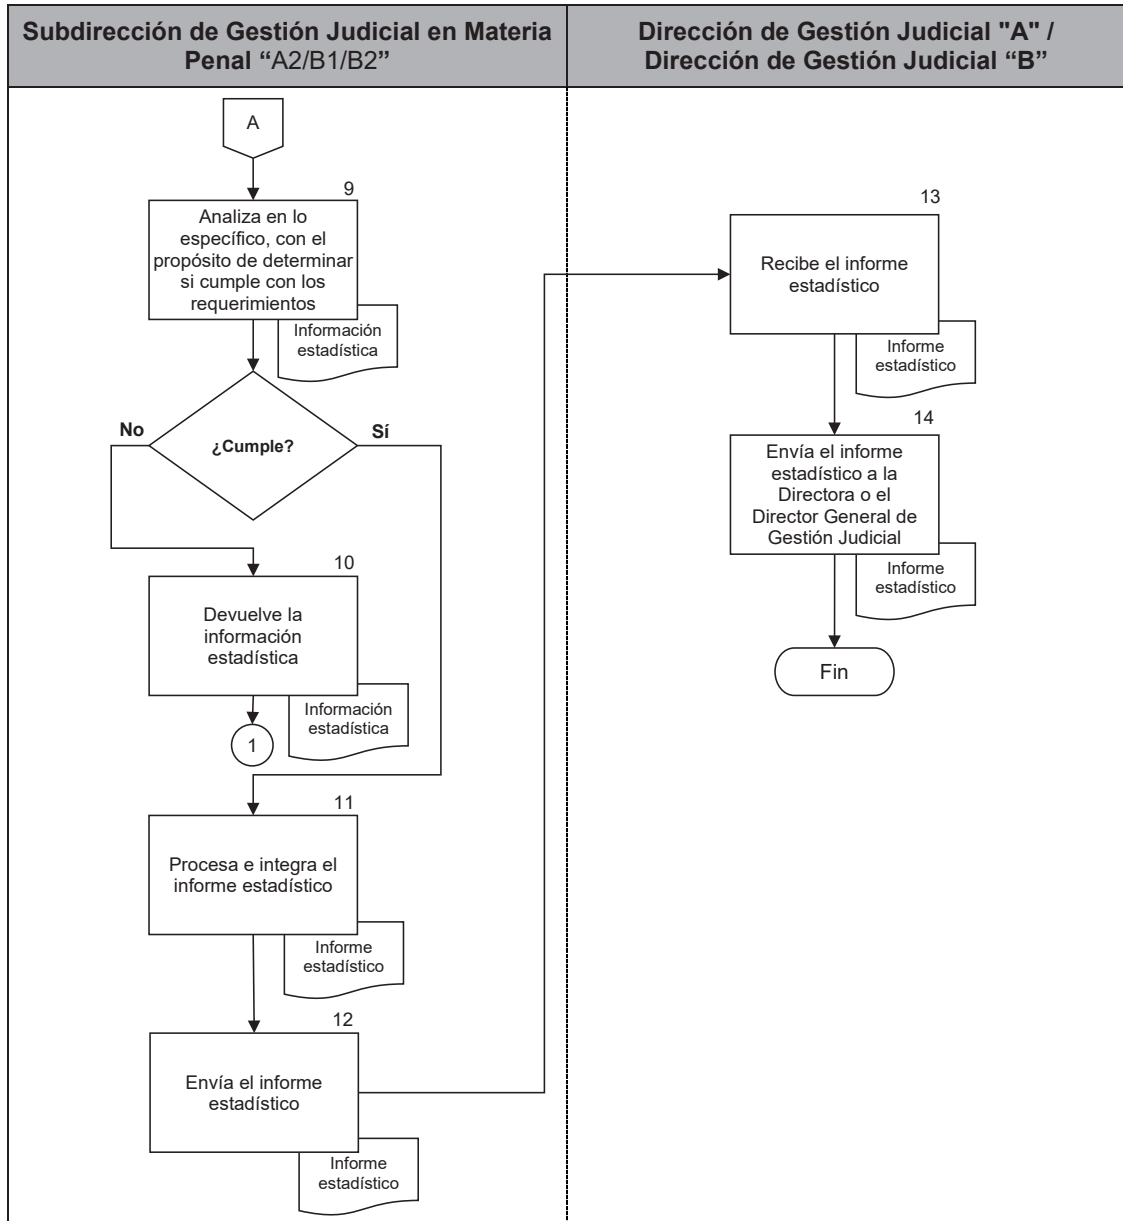 Subdirección de Gestión Judicial en Materia
Penal “A2/B1/B2”
Dirección de Gestión Judicial "A" /
Dirección de Gestión Judicial “B”
A
9
Analiza en lo
específico, con el
propósito de determinar
si cumple con los
requerimientos
Información
estadística
No
¿Cumple?
Sí
10
Devuelve la
información
estadística
Información
estadística
1
11
Procesa e integra el
informe estadístico
Informe
estadístico
12
Envía el informe
estadístico
Informe
estadístico
13
Recibe el informe
estadístico
Informe
estadístico
14
Envía el informe
estadístico a la
Directora o el
Director General de
Gestión Judicial
Informe
estadístico
Fin